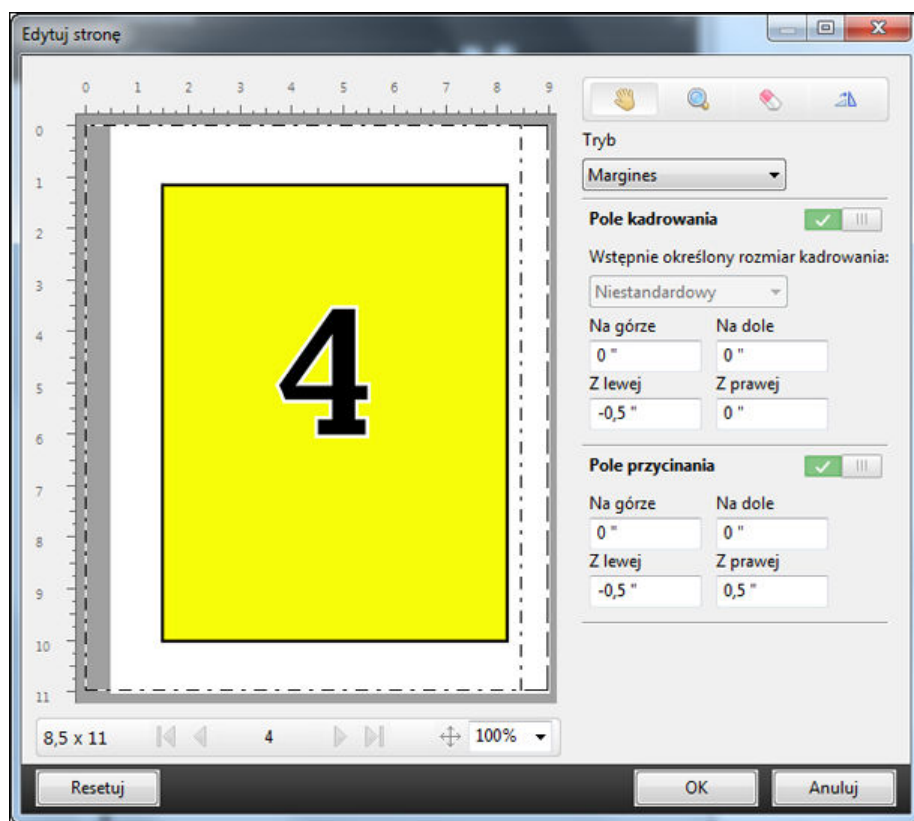 Edytuj stronę
0 1 2 3 4 5 6 7 8 9
0
1
2
3
4
5
6
7
8
9
10
11
4
8,5 x 11
4
100%
Tryb
Margines
Pole kadrowania
Wstępnie określony rozmiar kadrowania:
Niestandardowy
Na górze Na dole
0 " 0 "
Z lewej Z prawej
-0,5 " 0 "
Pole przycinania
Na górze Na dole
0 " 0 "
Z lewej Z prawej
-0,5 " 0,5 "
Resetuj OK Anuluj